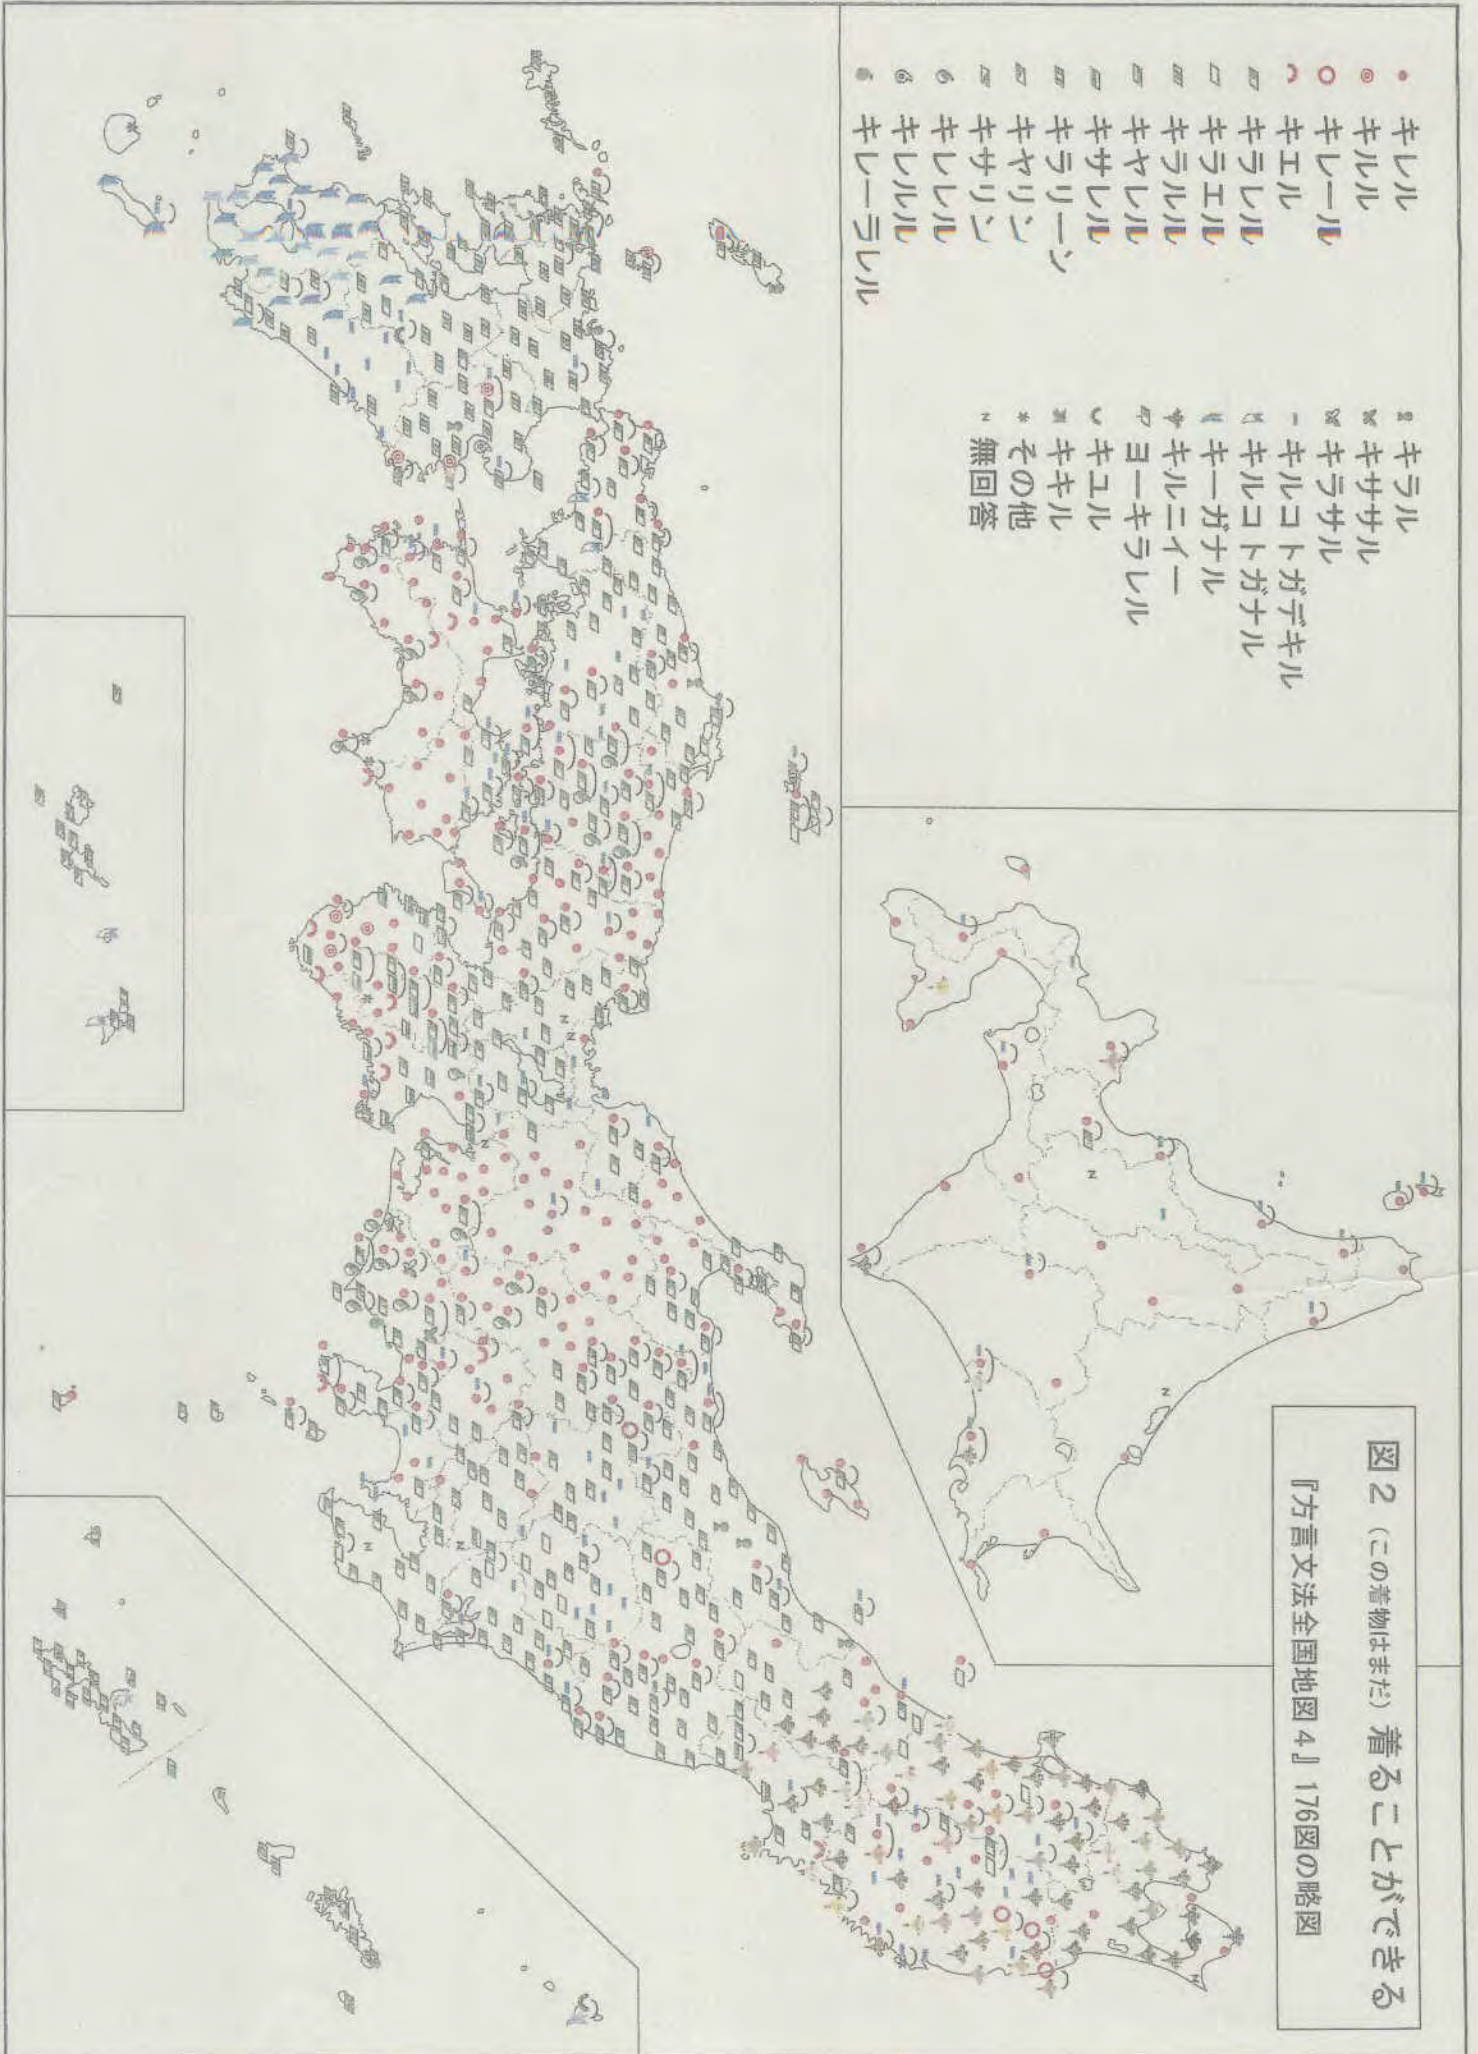 図2 (この着物はまだ) 着ることができる
『方言文法全国地図4』176図の略図
キレル
キルル
キレール
キエル
キラレル
キラエル
キラルル
キヤレル
キサレル
キラリーン
キヤリン
キサリン
キレレル
キレルル
キレーラレル
キラル
キササル
キラサル
キルコトガデキル
キルコトガナル
キーガナル
キルニイー
ヨーキラレル
キユル
キキル
その他
N 無回答
N
N
N
N
N
N
N
N